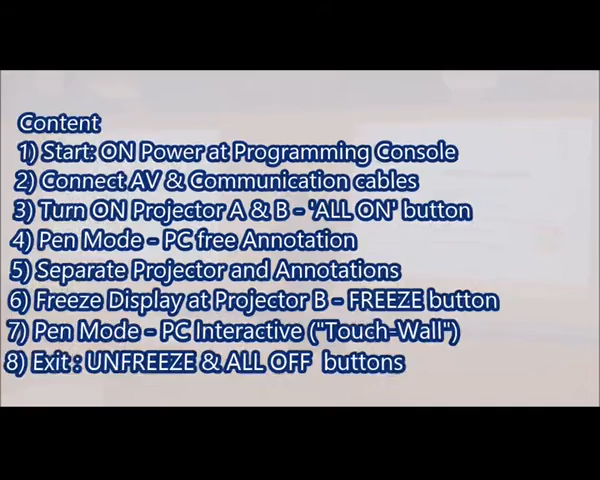 Content
1) Start: ON Power at Programming Console
2) Connect AV & Communication cables
3) Turn ON Projector A & B - 'ALL ON' button
4) Pen Mode - PC free Annotation
5) Separate Projector and Annotations
6) Freeze Display at Projector B - FREEZE button
7) Pen Mode - PC Interactive ("Touch-Wall")
8) Exit : UNFREEZE & ALL OFF buttons